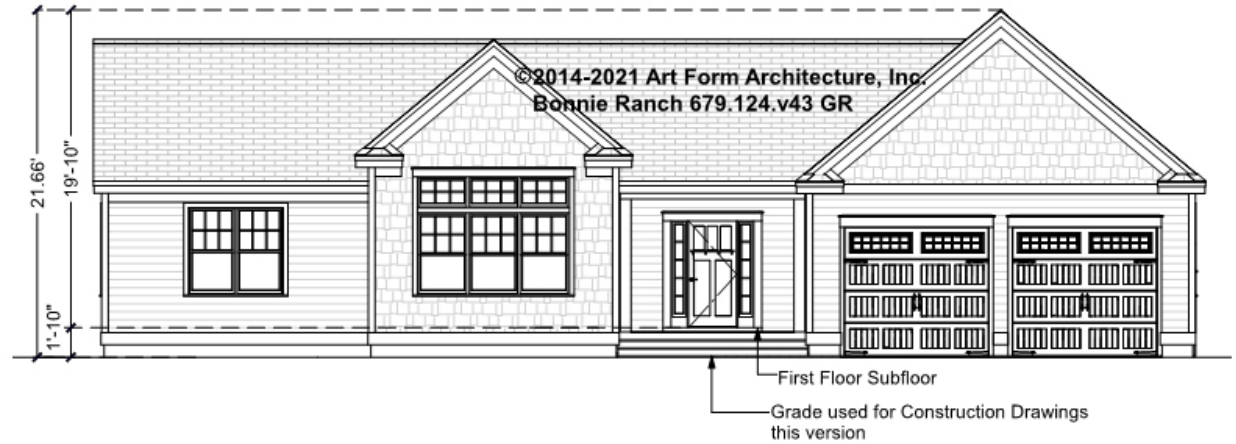 ©2014-2021 Art Form Architecture, Inc.
Bonnie Ranch 679.124.v43 GR
21.66'
19'-10"
1'-10"
First Floor Subfloor
Grade used for Construction Drawings
this version